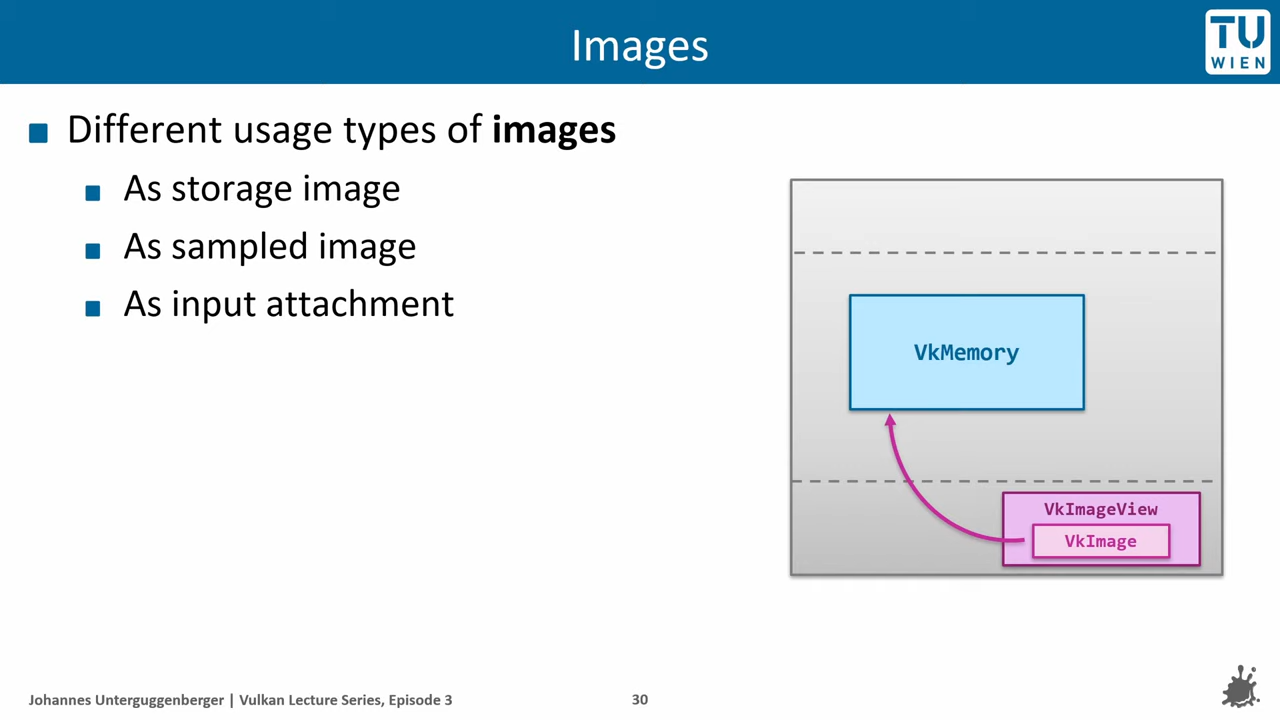 Images
TU
WIEN
Different usage types of images
As storage image
As sampled image
As input attachment
VkMemory
VkImageView
VkImage
Johannes Unterguggenberger | Vulkan Lecture Series, Episode 3
30